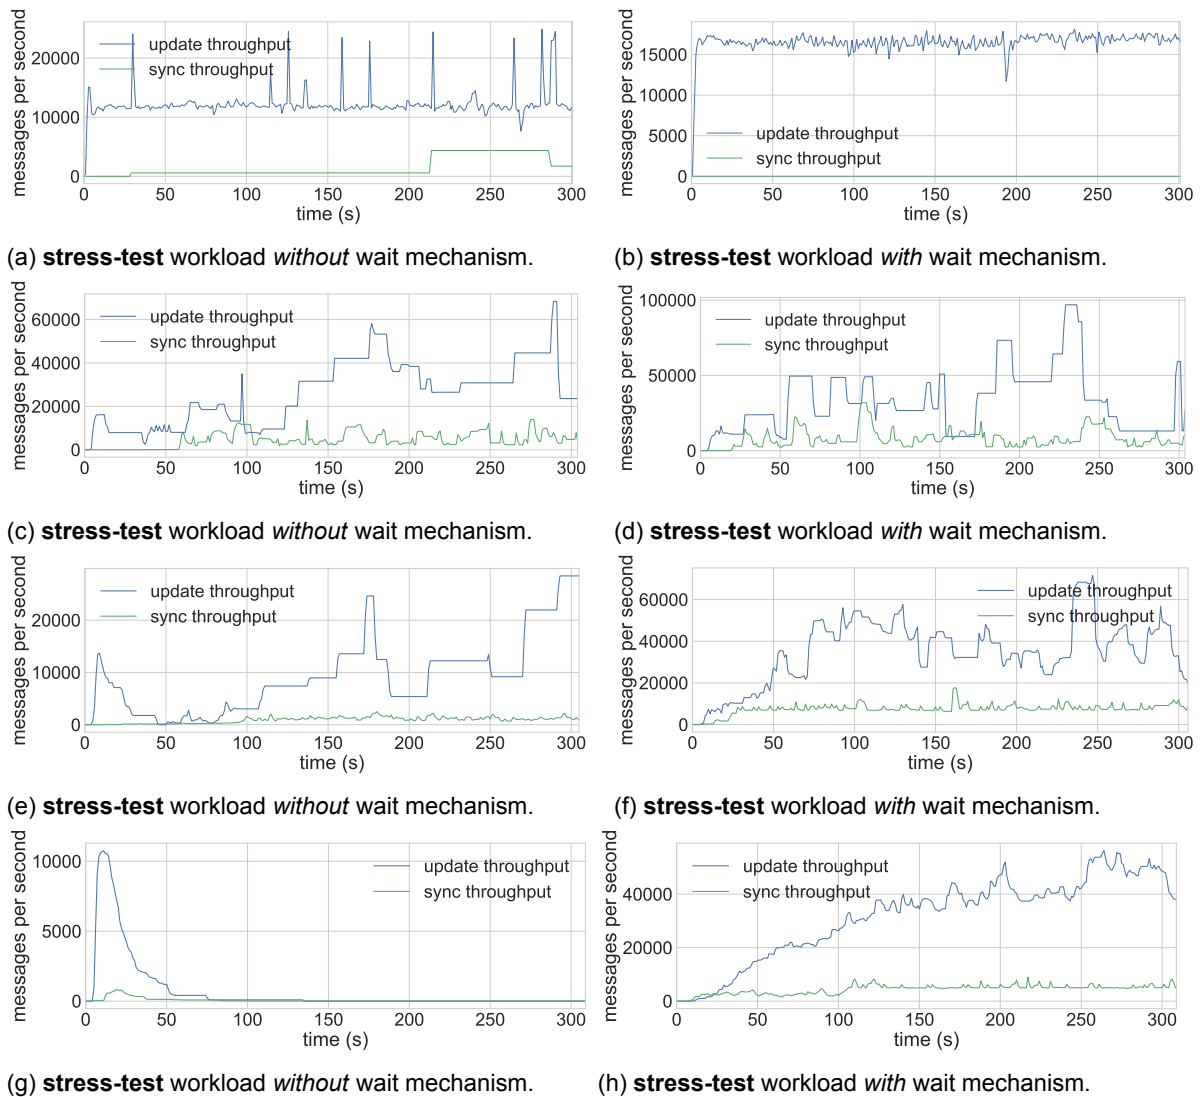 messages per second
20000
10000
0
update throughput
sync throughput
0 50 100 150 200 250 300
time (s)
(a) stress-test workload without wait mechanism.
messages per second
15000
10000
5000
0
update throughput
sync throughput
0 50 100 150 200 250 300
time (s)
(b) stress-test workload with wait mechanism.
messages per second
60000
40000
20000
0
update throughput
sync throughput
0 50 100 150 200 250 300
time (s)
(c) stress-test workload without wait mechanism.
messages per second
100000
50000
0
update throughput
sync throughput
0 50 100 150 200 250 300
time (s)
(d) stress-test workload with wait mechanism.
messages per second
20000
10000
0
update throughput
sync throughput
0 50 100 150 200 250 300
time (s)
(e) stress-test workload without wait mechanism.
messages per second
60000
40000
20000
0
update throughput
sync throughput
0 50 100 150 200 250 300
time (s)
(f) stress-test workload with wait mechanism.
messages per second
10000
5000
0
update throughput
sync throughput
0 50 100 150 200 250 300
time (s)
(g) stress-test workload without wait mechanism.
messages per second
40000
20000
0
update throughput
sync throughput
0 50 100 150 200 250 300
time (s)
(h) stress-test workload with wait mechanism.